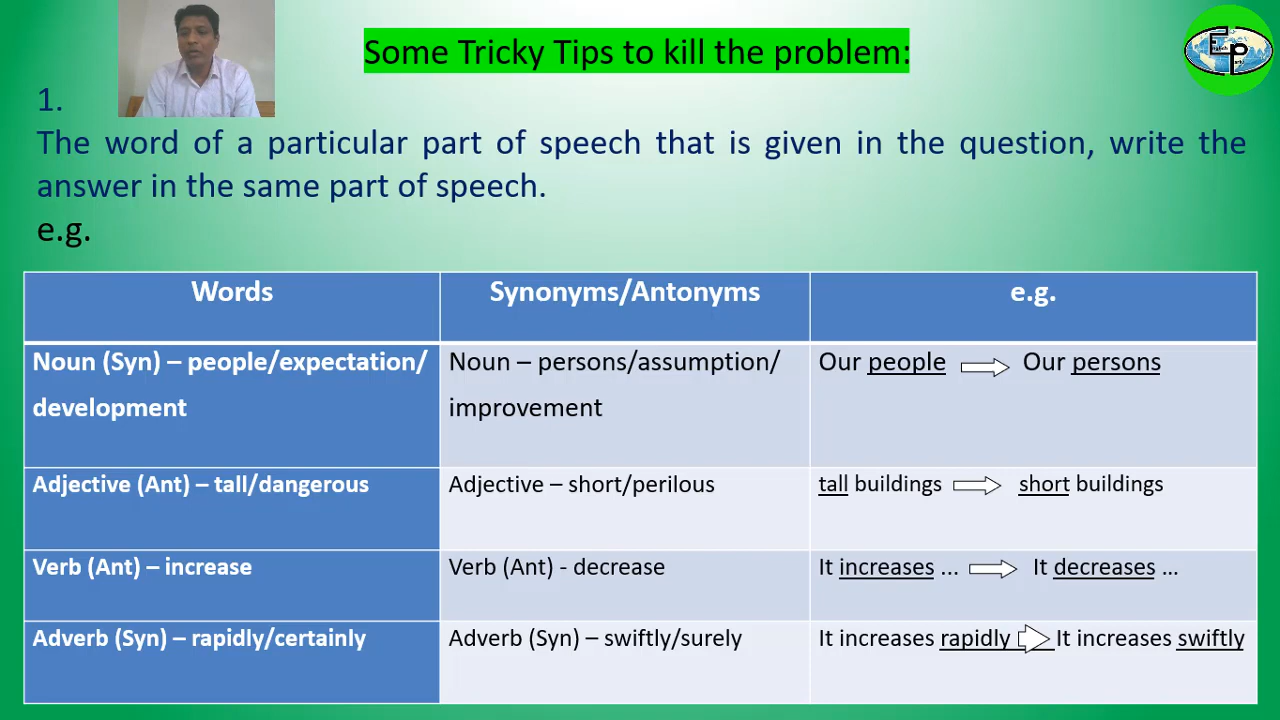 Some Tricky Tips to kill the problem:
1.
The word of a particular part of speech that is given in the question, write the
answer in the same part of speech.
e.g.
Words
Synonyms/Antonyms
e.g.
Noun (Syn) – people/expectation/
development
Noun – persons/assumption/
improvement
Our people Our persons
Adjective (Ant) – tall/dangerous
Adjective – short/perilous
tall buildings short buildings
Verb (Ant) – increase
Verb (Ant) - decrease
It increases ... It decreases ...
Adverb (Syn) – rapidly/certainly
Adverb (Syn) – swiftly/surely
It increases rapidly It increases swiftly